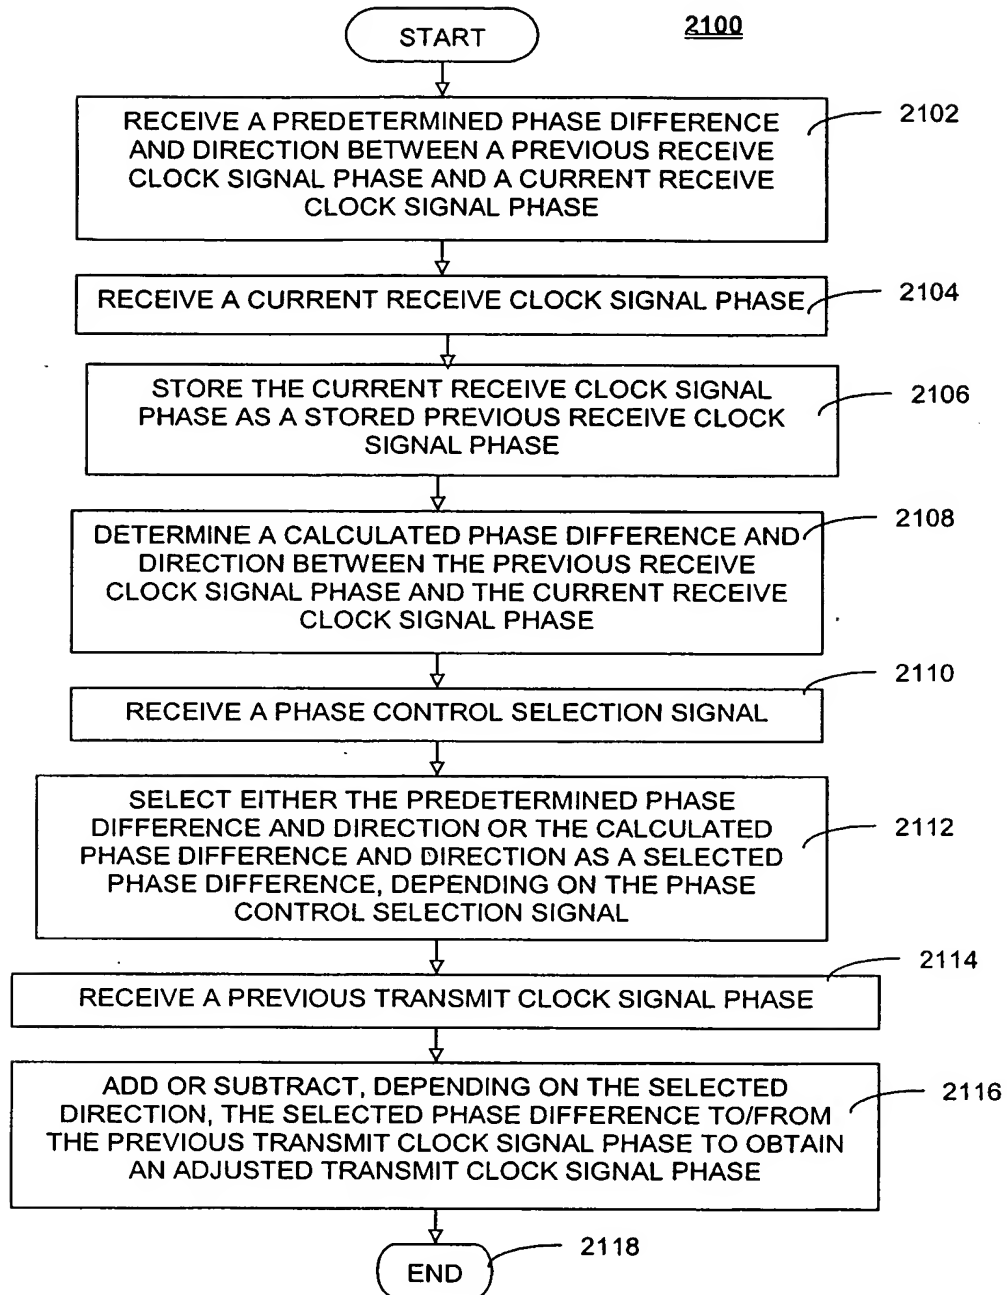 START
2100
RECEIVE A PREDETERMINED PHASE DIFFERENCE
AND DIRECTION BETWEEN A PREVIOUS RECEIVE
CLOCK SIGNAL PHASE AND A CURRENT RECEIVE
CLOCK SIGNAL PHASE
2102
RECEIVE A CURRENT RECEIVE CLOCK SIGNAL PHASE
2104
STORE THE CURRENT RECEIVE CLOCK SIGNAL
PHASE AS A STORED PREVIOUS RECEIVE CLOCK
SIGNAL PHASE
2106
DETERMINE A CALCULATED PHASE DIFFERENCE AND
DIRECTION BETWEEN THE PREVIOUS RECEIVE
CLOCK SIGNAL PHASE AND THE CURRENT RECEIVE
CLOCK SIGNAL PHASE
2108
RECEIVE A PHASE CONTROL SELECTION SIGNAL
2110
SELECT EITHER THE PREDETERMINED PHASE
DIFFERENCE AND DIRECTION OR THE CALCULATED
PHASE DIFFERENCE AND DIRECTION AS A SELECTED
PHASE DIFFERENCE, DEPENDING ON THE PHASE
CONTROL SELECTION SIGNAL
2112
RECEIVE A PREVIOUS TRANSMIT CLOCK SIGNAL PHASE
2114
ADD OR SUBTRACT, DEPENDING ON THE SELECTED
DIRECTION, THE SELECTED PHASE DIFFERENCE TO/FROM
THE PREVIOUS TRANSMIT CLOCK SIGNAL PHASE TO OBTAIN
AN ADJUSTED TRANSMIT CLOCK SIGNAL PHASE
2116
END
2118